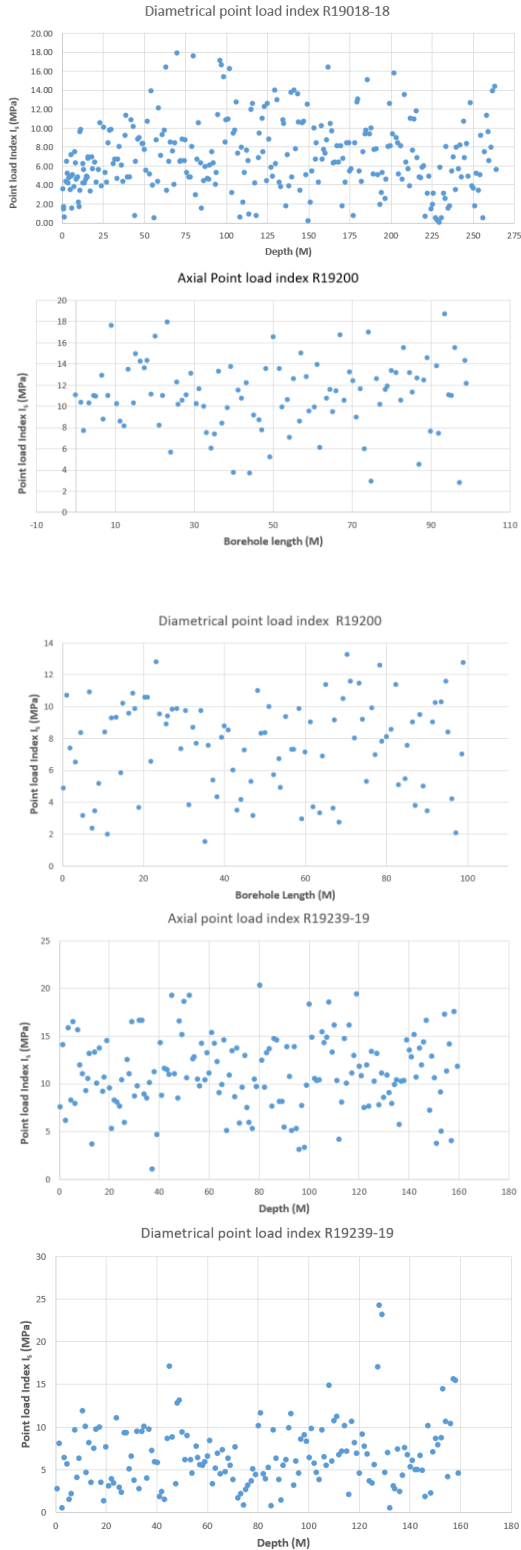 Diametrical point load index R19018-18
Point load Index Is (MPa)
20.00
18.00
16.00
14.00
12.00
10.00
8.00
6.00
4.00
2.00
0.00
0 25 50 75 100 125 150 175 200 225 250 275
Depth (M)
Axial Point load index R19200
Point load Index Is (MPa)
20
18
16
14
12
10
8
6
4
2
0
-10 0 10 20 30 40 50 60 70 80 90 100 110
Borehole length (M)
Diametrical point load index R19200
Point load Index Is (MPa)
14
12
10
8
6
4
2
0
0 20 40 60 80 100
Borehole Length (M)
Axial point load index R19239-19
Point load Index Is (MPa)
25
20
15
10
5
0
0 20 40 60 80 100 120 140 160 180
Depth (M)
Diametrical point load index R19239-19
Point load Index Is (MPa)
30
25
20
15
10
5
0
0 20 40 60 80 100 120 140 160 180
Depth (M)